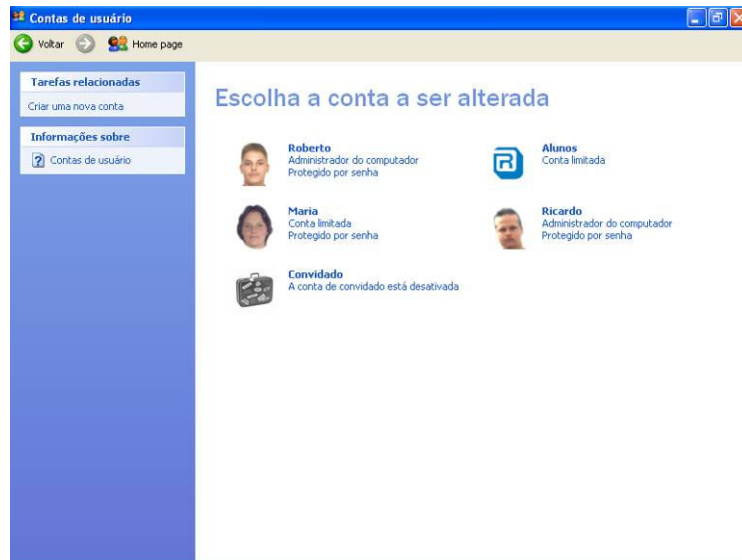 Contas de usuário
Voltar Home page
Tarefas relacionadas
Criar uma nova conta
Informações sobre
Contas de usuário
Escolha a conta a ser alterada
Roberto
Administrador do computador
Protegido por senha
Alunos
Conta limitada
Maria
Conta limitada
Protegido por senha
Ricardo
Administrador do computador
Protegido por senha
Convidado
A conta de convidado está desativada